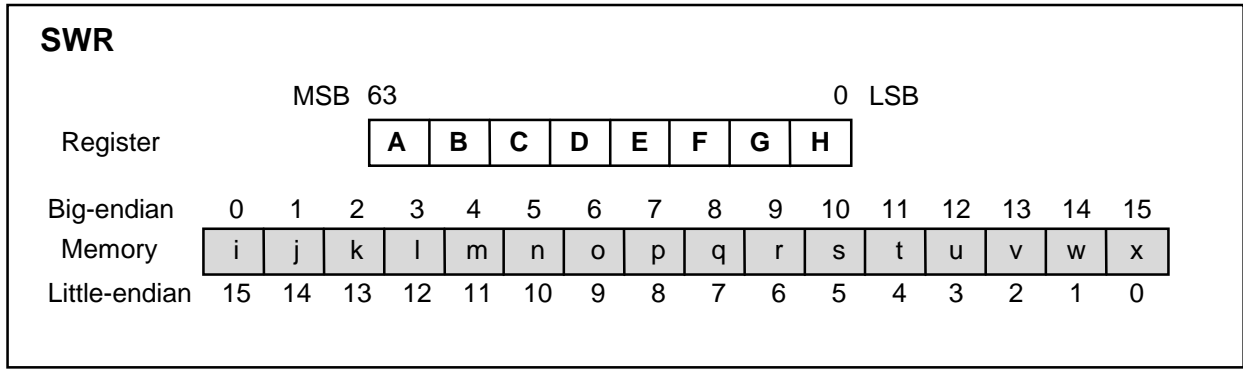 SWR
MSB 63 0 LSB
Register A B C D E F G H
Big-endian 0 1 2 3 4 5 6 7 8 9 10 11 12 13 14 15
Memory i j k l m n o p q r s t u v w x
Little-endian 15 14 13 12 11 10 9 8 7 6 5 4 3 2 1 0